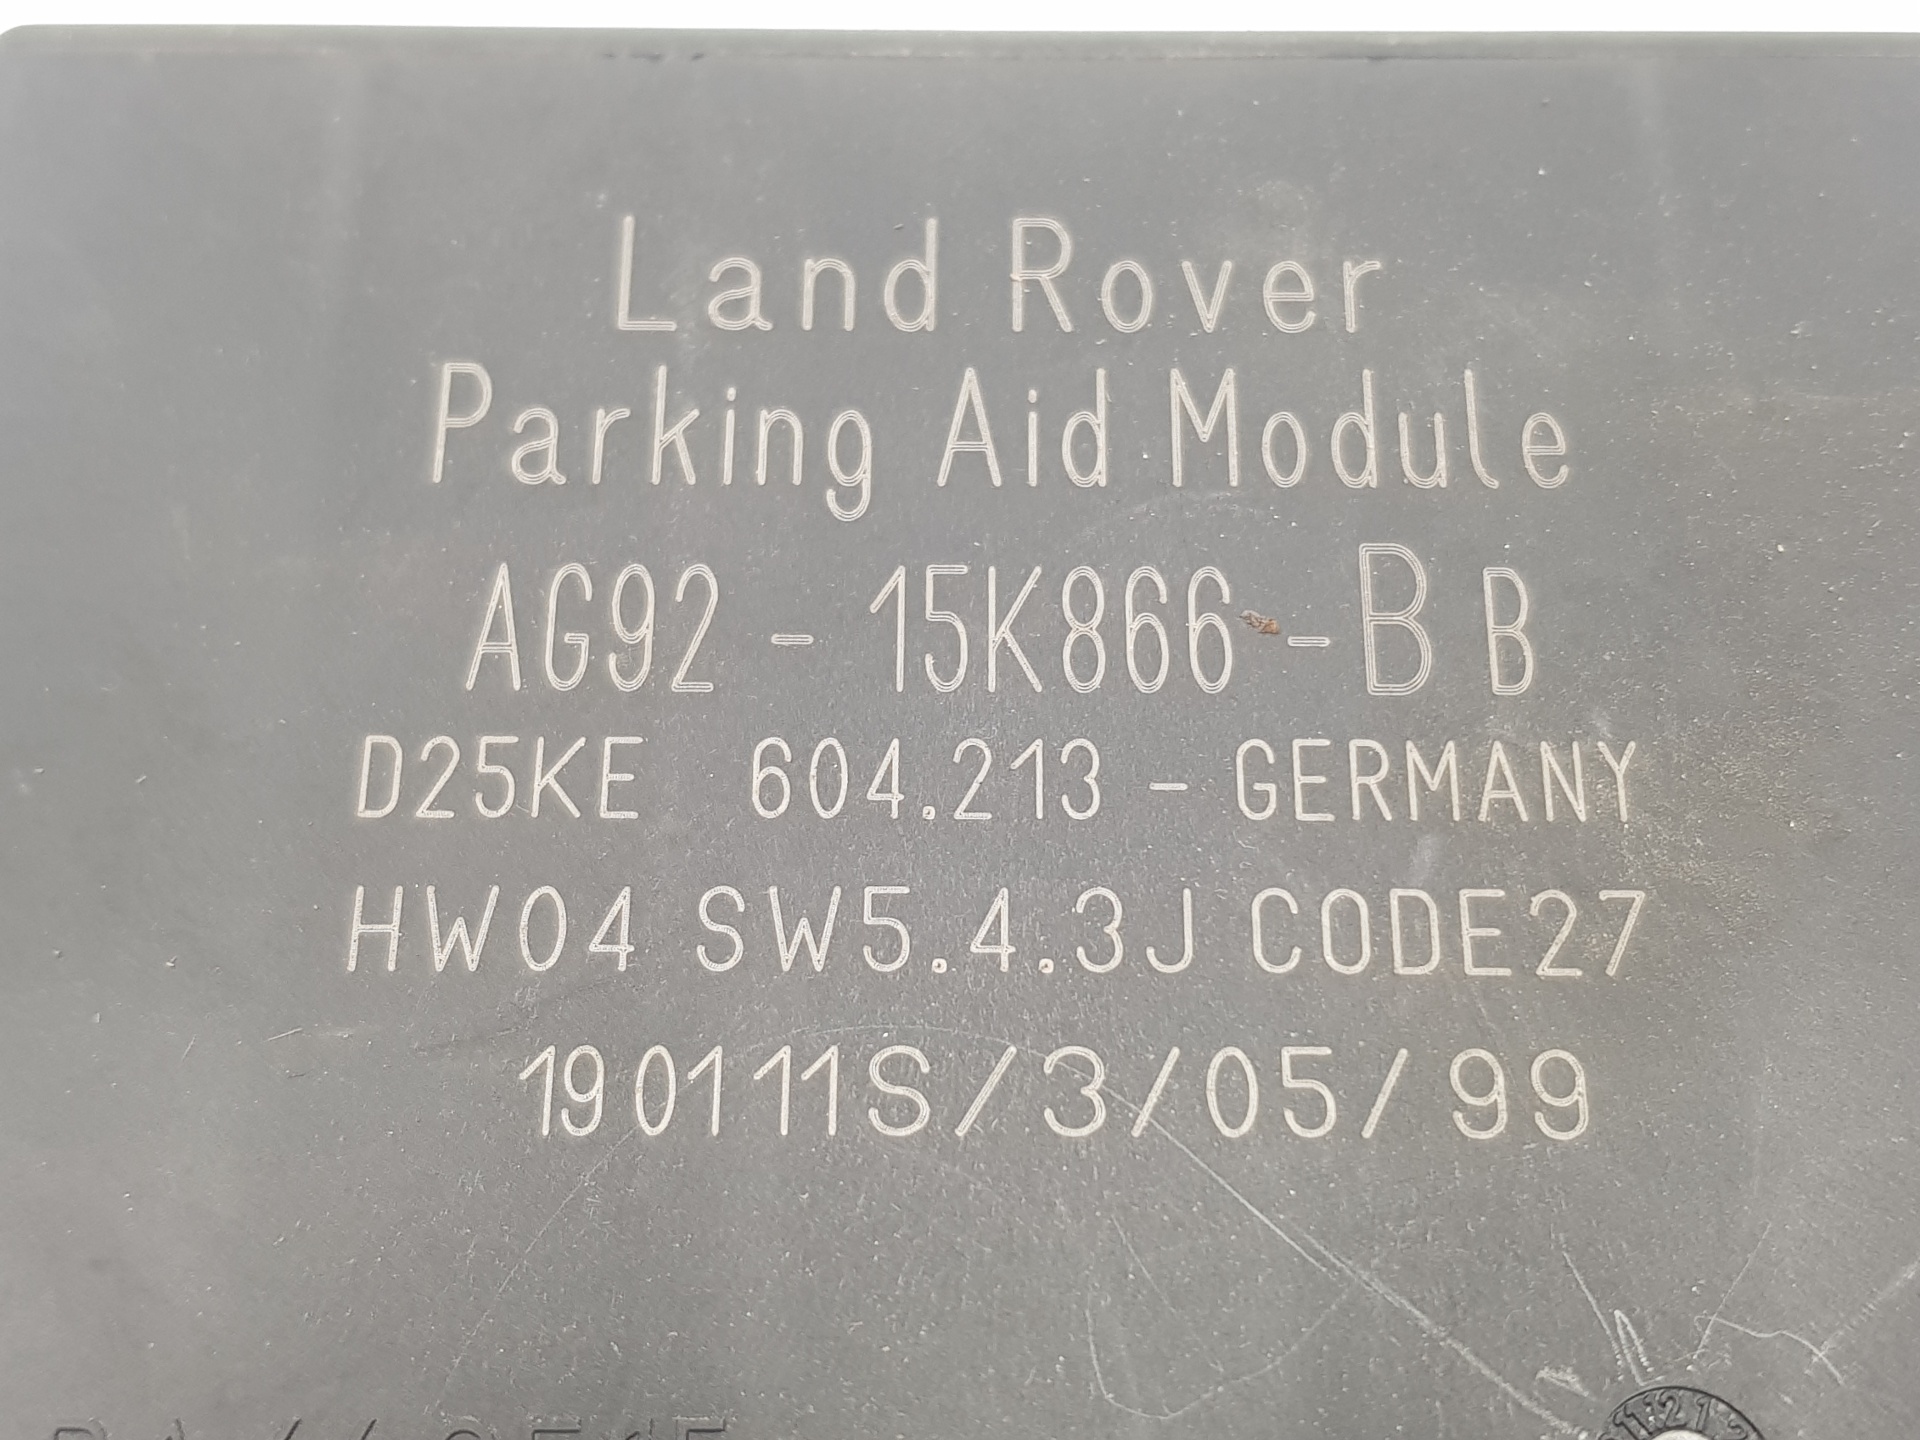 Land Rover
Parking Aid Module
AG92 - 15K866 - B B
D25KE 604.213 - GERMANY
HW04 SW5.4.3J CODE27
190111S/3/05/99